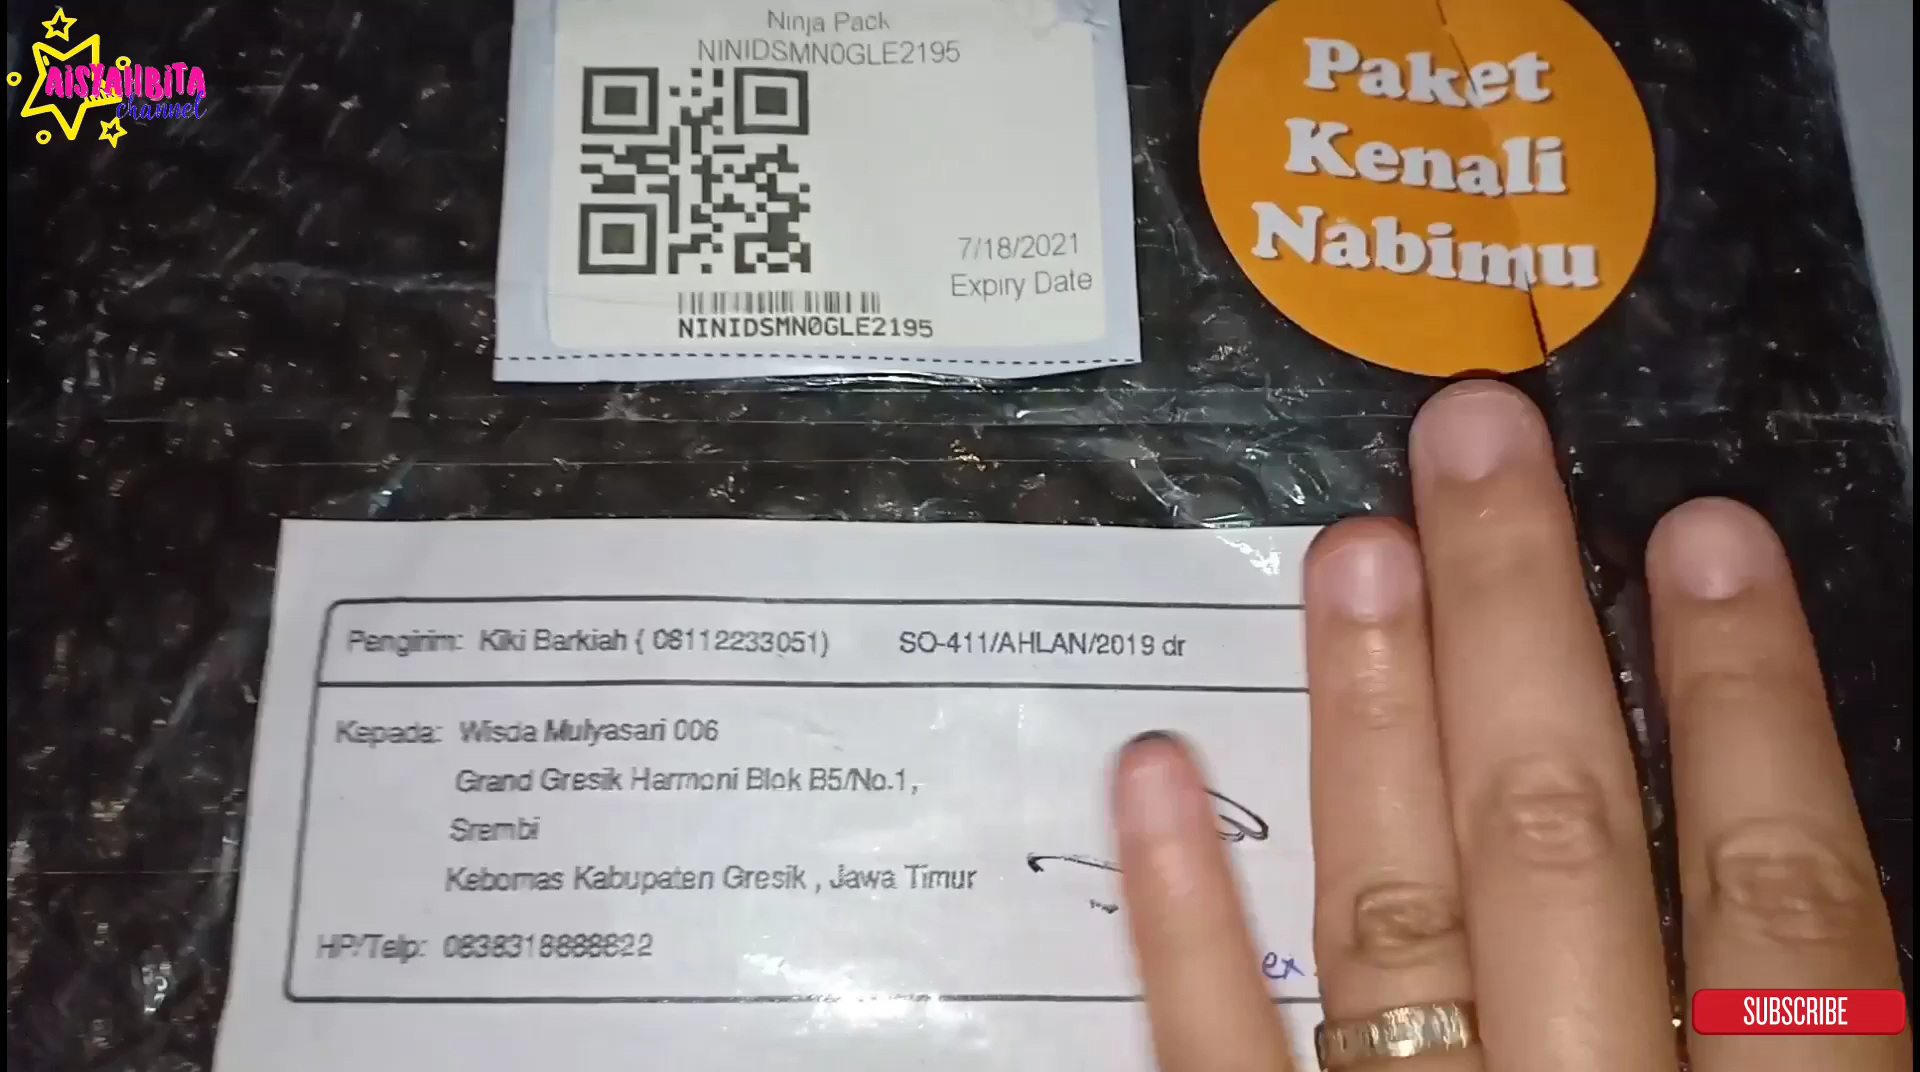 AISYAHBITA
channel
Ninja Pack
NINIDSMN0GLE2195
7/18/2021
Expiry Date
NINIDSMN0GLE2195
Paket
Kenali
Nabimu
Pengirim: Kiki Barkiah ( 08112233051) SO-411/AHLAN/2019 dr
Kepada: Wisda Mulyasari 006
Grand Gresik Harmoni Blok B5/No.1,
Srembi
Kebomas Kabupaten Gresik , Jawa Timur
HP/Telp: 0838318888822
ex
SUBSCRIBE